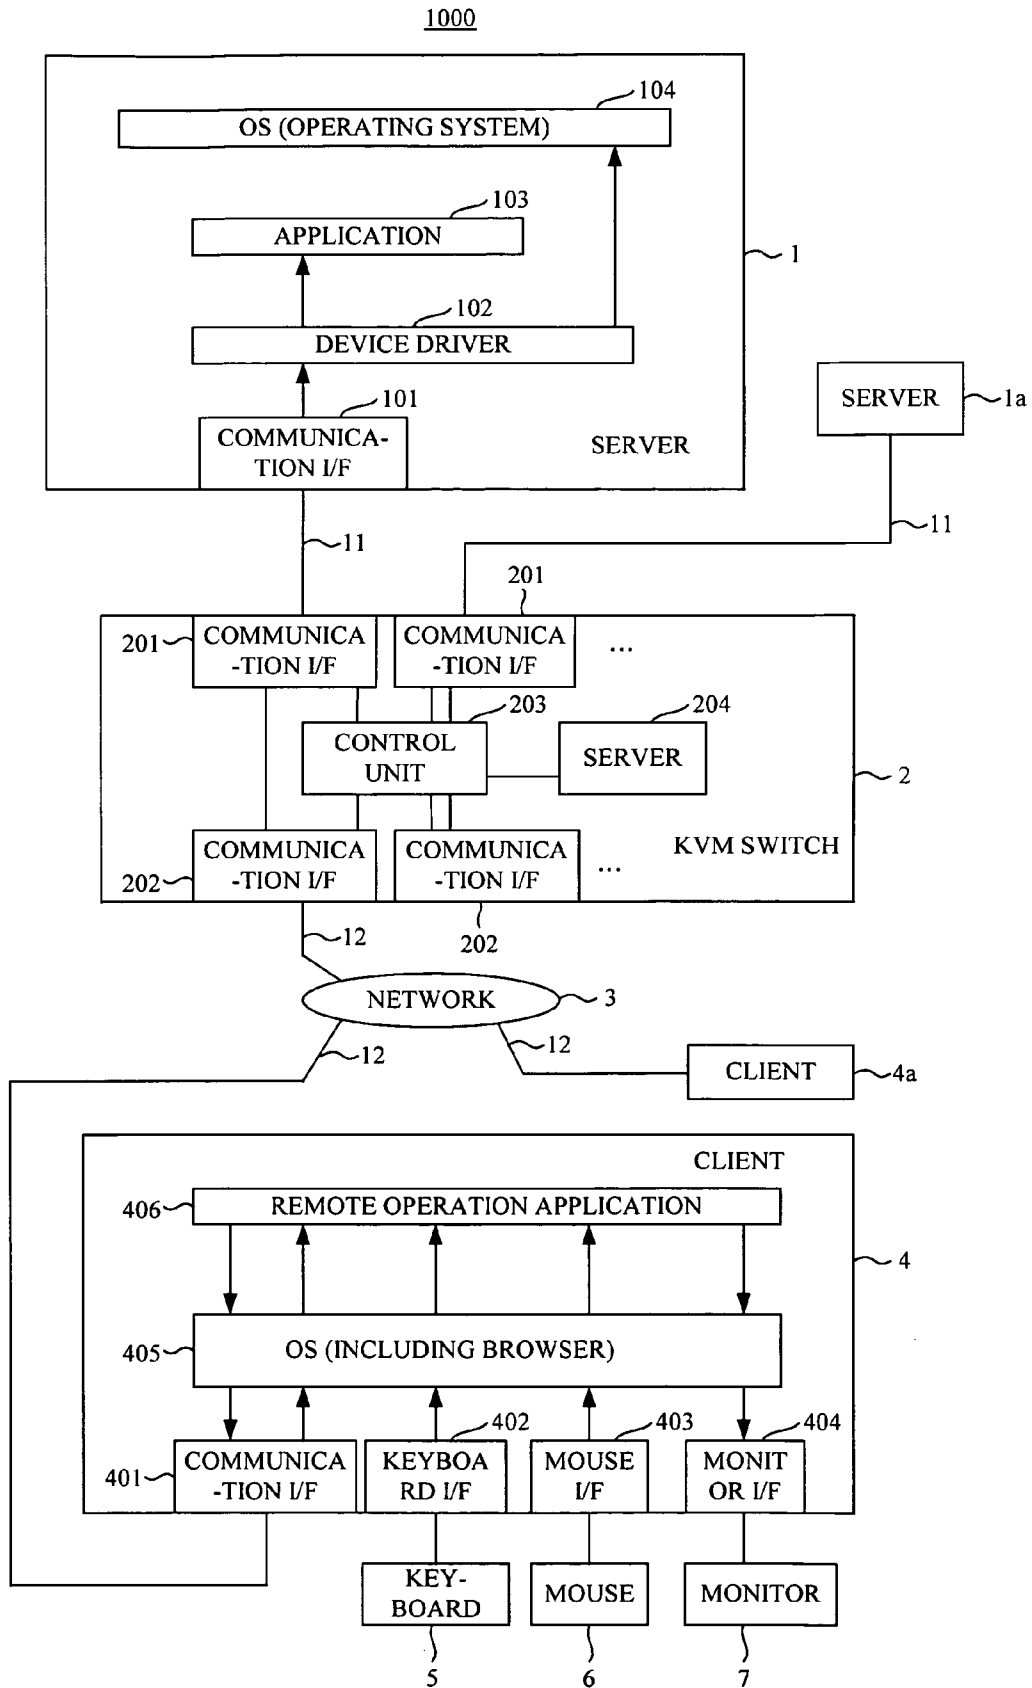 1000
104
OS (OPERATING SYSTEM)
103
APPLICATION
1
102
DEVICE DRIVER
101
COMMUNICA-
TION I/F
SERVER
SERVER
1a
11
11
201
201
COMMUNICA
-TION I/F
COMMUNICA
-TION I/F
...
203
204
CONTROL
UNIT
SERVER
2
KVM SWITCH
202
COMMUNICA
-TION I/F
COMMUNICA
-TION I/F
...
202
12
NETWORK
3
12
12
CLIENT
4a
CLIENT
406
REMOTE OPERATION APPLICATION
4
405
OS (INCLUDING BROWSER)
402
403
404
401
COMMUNICA
-TION I/F
KEYBOA
RD I/F
MOUSE
I/F
MONIT
OR I/F
KEY-
BOARD
MOUSE
MONITOR
5
6
7